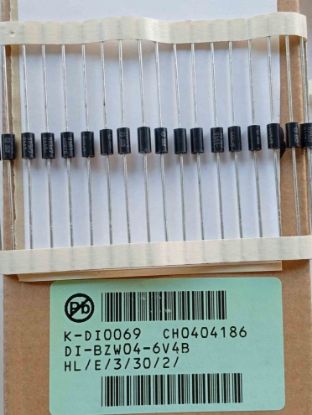 Pb
K-DI0069 CH0404186
DI-BZW04-6V4B
HL/E/3/30/2/